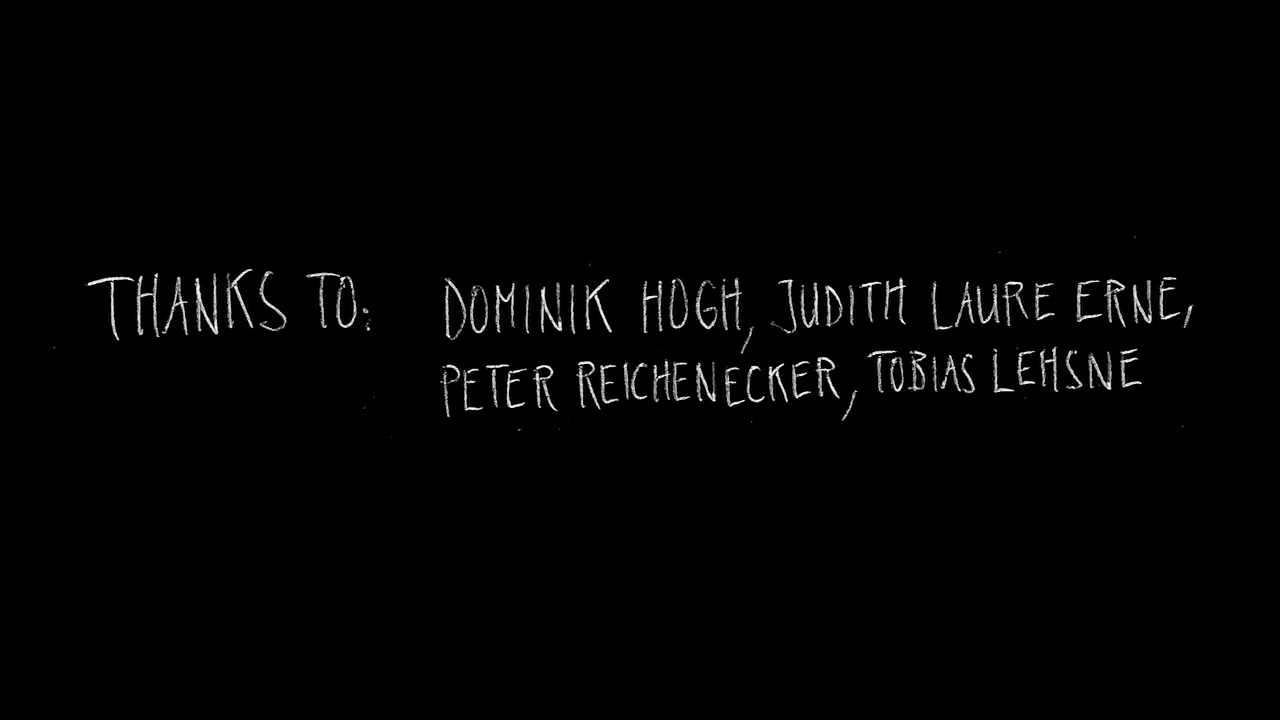 THANKS TO: DOMINIK HOGH, JUDITH LAURE ERNE,
PETER REICHENECKER, TOBIAS LEHSNE